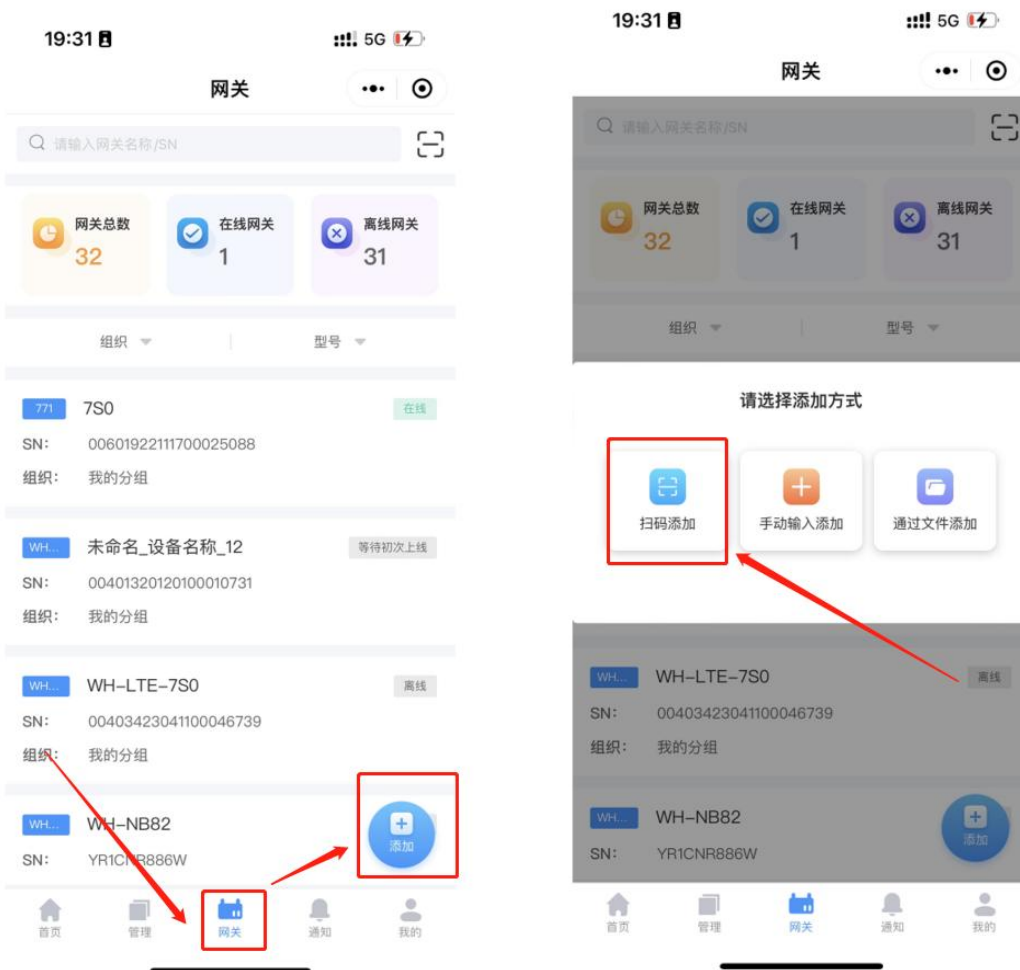 19:31
5G
网关
请输入网关名称/SN
网关总数
32
在线网关
1
离线网关
31
组织
型号
771
7S0
在线
SN: 00601922111700025088
组织: 我的分组
WH...
未命名_设备名称_12
等待初次上线
SN: 00401320120100010731
组织: 我的分组
WH...
WH-LTE-7S0
离线
SN: 00403423041100046739
组织: 我的分组
WH...
WH-NB82
添加
SN: YR1CNR886W
首页
管理
网关
通知
我的
19:31
5G
网关
请输入网关名称/SN
网关总数
32
在线网关
1
离线网关
31
组织
型号
请选择添加方式
扫码添加
手动输入添加
通过文件添加
WH...
WH-LTE-7S0
离线
SN: 00403423041100046739
组织: 我的分组
WH...
WH-NB82
添加
SN: YR1CNR886W
首页
管理
网关
通知
我的